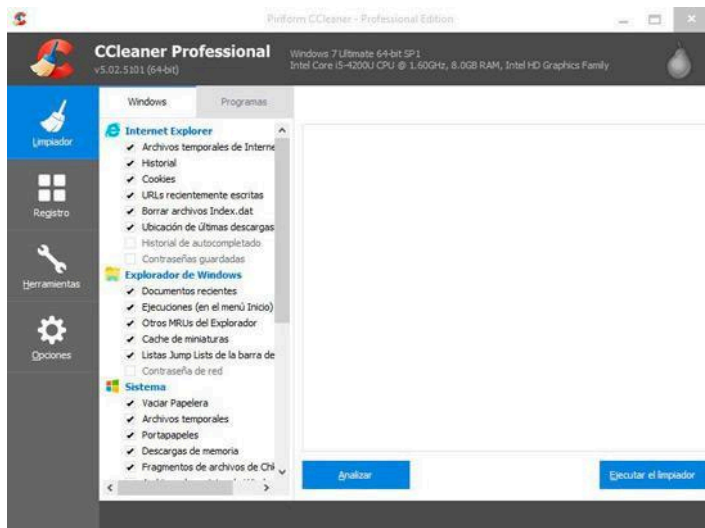 Piriform CCleaner - Professional Edition
CCleaner Professional
v5.02.5101 (64-bit)
Windows 7 Ultimate 64-bit SP1
Intel Core i5-4200U CPU @ 1.60GHz, 8.0GB RAM, Intel HD Graphics Family
Limpiador
Registro
Herramientas
Opciones
Windows
Programas
Internet Explorer
Archivos temporales de Interne
Historial
Cookies
URLs recientemente escritas
Borrar archivos Index.dat
Ubicación de últimas descargas
Historial de autocompletado
Contraseñas guardadas
Explorador de Windows
Documentos recientes
Ejecuciones (en el menú Inicio)
Otros MRUs del Explorador
Cache de miniaturas
Listas Jump Lists de la barra de
Contraseña de red
Sistema
Vaciar Papelera
Archivos temporales
Portapapeles
Descargas de memoria
Fragmentos de archivos de Chk
Analizar
Ejecutar el limpiador